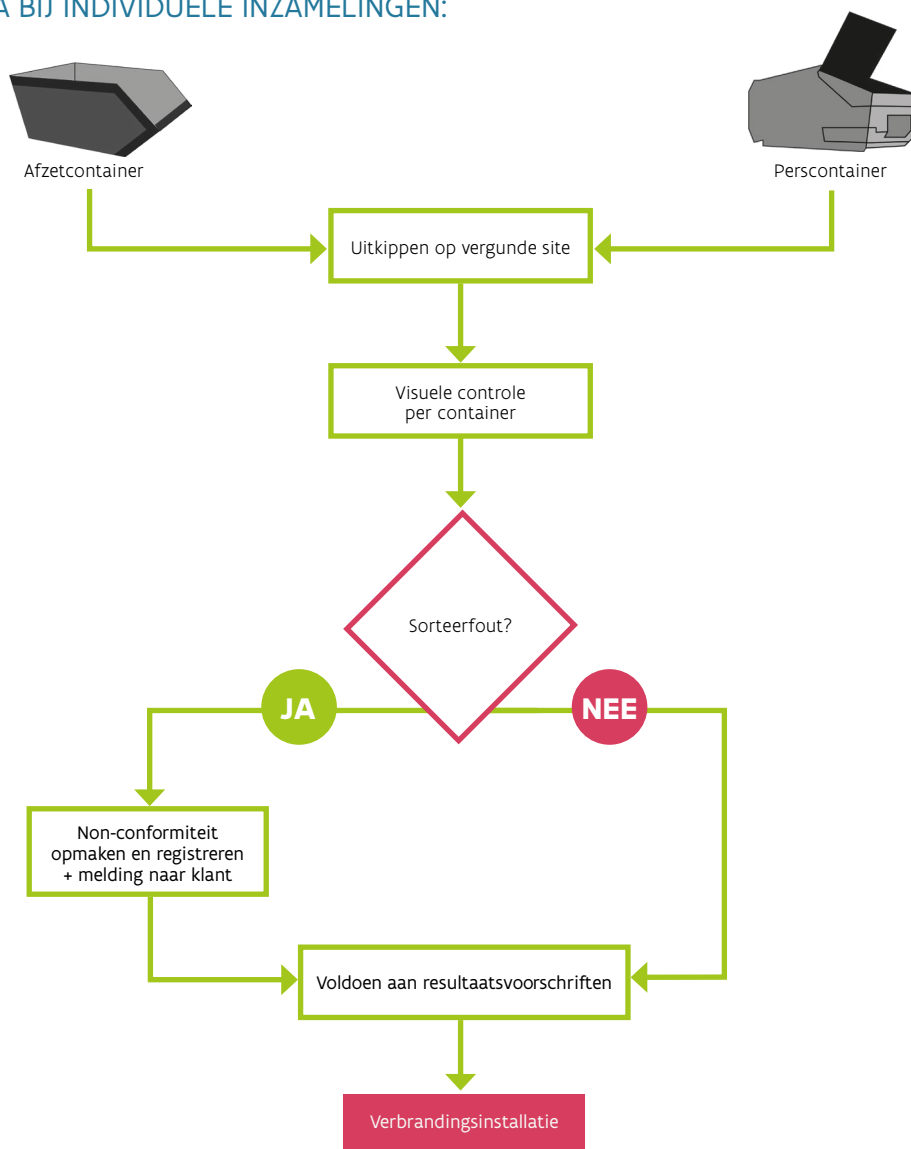 A BIJ INDIVIDUELE INZAMELINGEN:
Afzetcontainer
Perscontainer
Uitkippen op vergunde site
Visuele controle
per container
Sorteerfout?
JA
NEE
Non-conformiteit
opmaken en registreren
+ melding naar klant
Voldoen aan resultaatsvoorschriften
Verbrandingsinstallatie